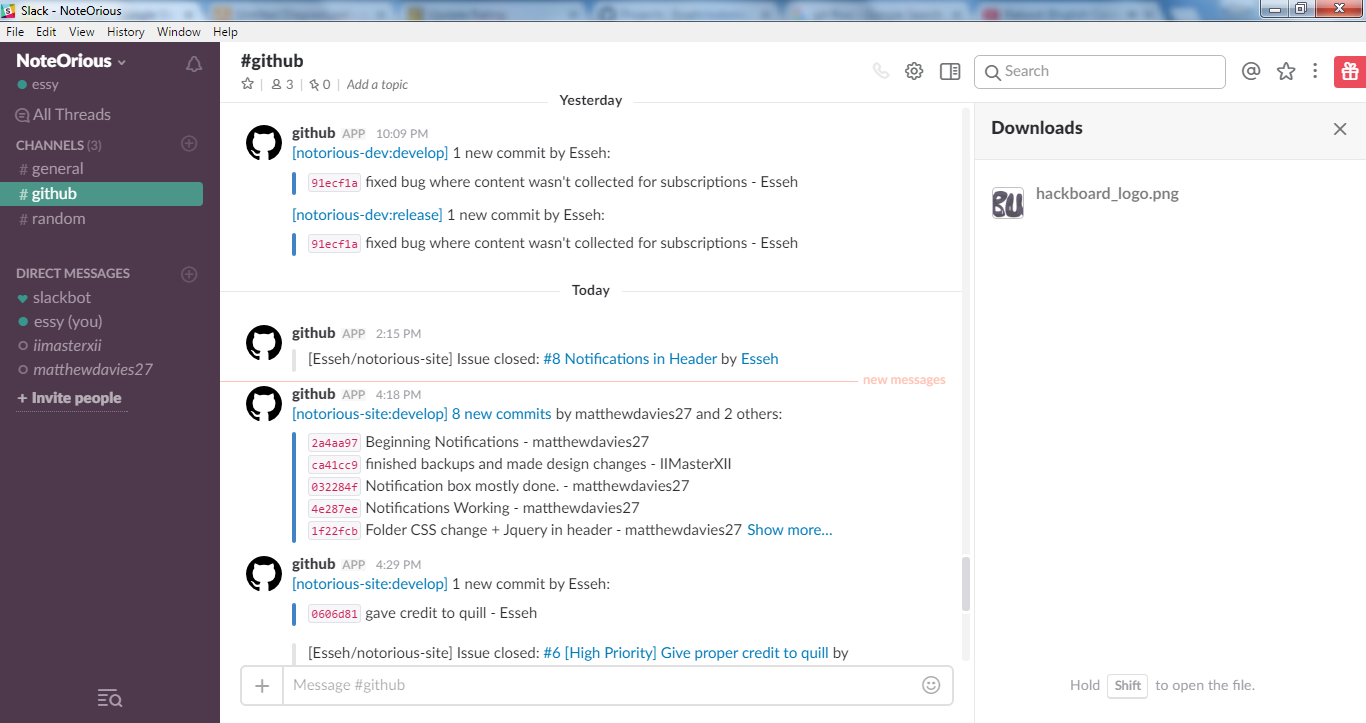 Slack - NoteOrious
File Edit View History Window Help
NoteOrious
essy
All Threads
CHANNELS (3)
# general
# github
# random
DIRECT MESSAGES
slackbot
essy (you)
iimasterxii
matthewdavies27
+ Invite people
#github
3 | 0 | Add a topic
Search
Yesterday
github APP 10:09 PM
[notorious-dev:develop] 1 new commit by Esseh:
91ecf1a fixed bug where content wasn't collected for subscriptions - Esseh
[notorious-dev:release] 1 new commit by Esseh:
91ecf1a fixed bug where content wasn't collected for subscriptions - Esseh
Today
github APP 2:15 PM
[Esseh/notorious-site] Issue closed: #8 Notifications in Header by Esseh
new messages
github APP 4:18 PM
[notorious-site:develop] 8 new commits by matthewdavies27 and 2 others:
2a4aa97 Beginning Notifications - matthewdavies27
ca41cc9 finished backups and made design changes - IIMasterXII
032284f Notification box mostly done. - matthewdavies27
4e287ee Notifications Working - matthewdavies27
1f22fcb Folder CSS change + Jquery in header - matthewdavies27 Show more...
github APP 4:29 PM
[notorious-site:develop] 1 new commit by Esseh:
0606d81 gave credit to quill - Esseh
[Esseh/notorious-site] Issue closed: #6 [High Priority] Give proper credit to quill by
Message #github
Downloads
BU
hackboard_logo.png
Hold Shift to open the file.